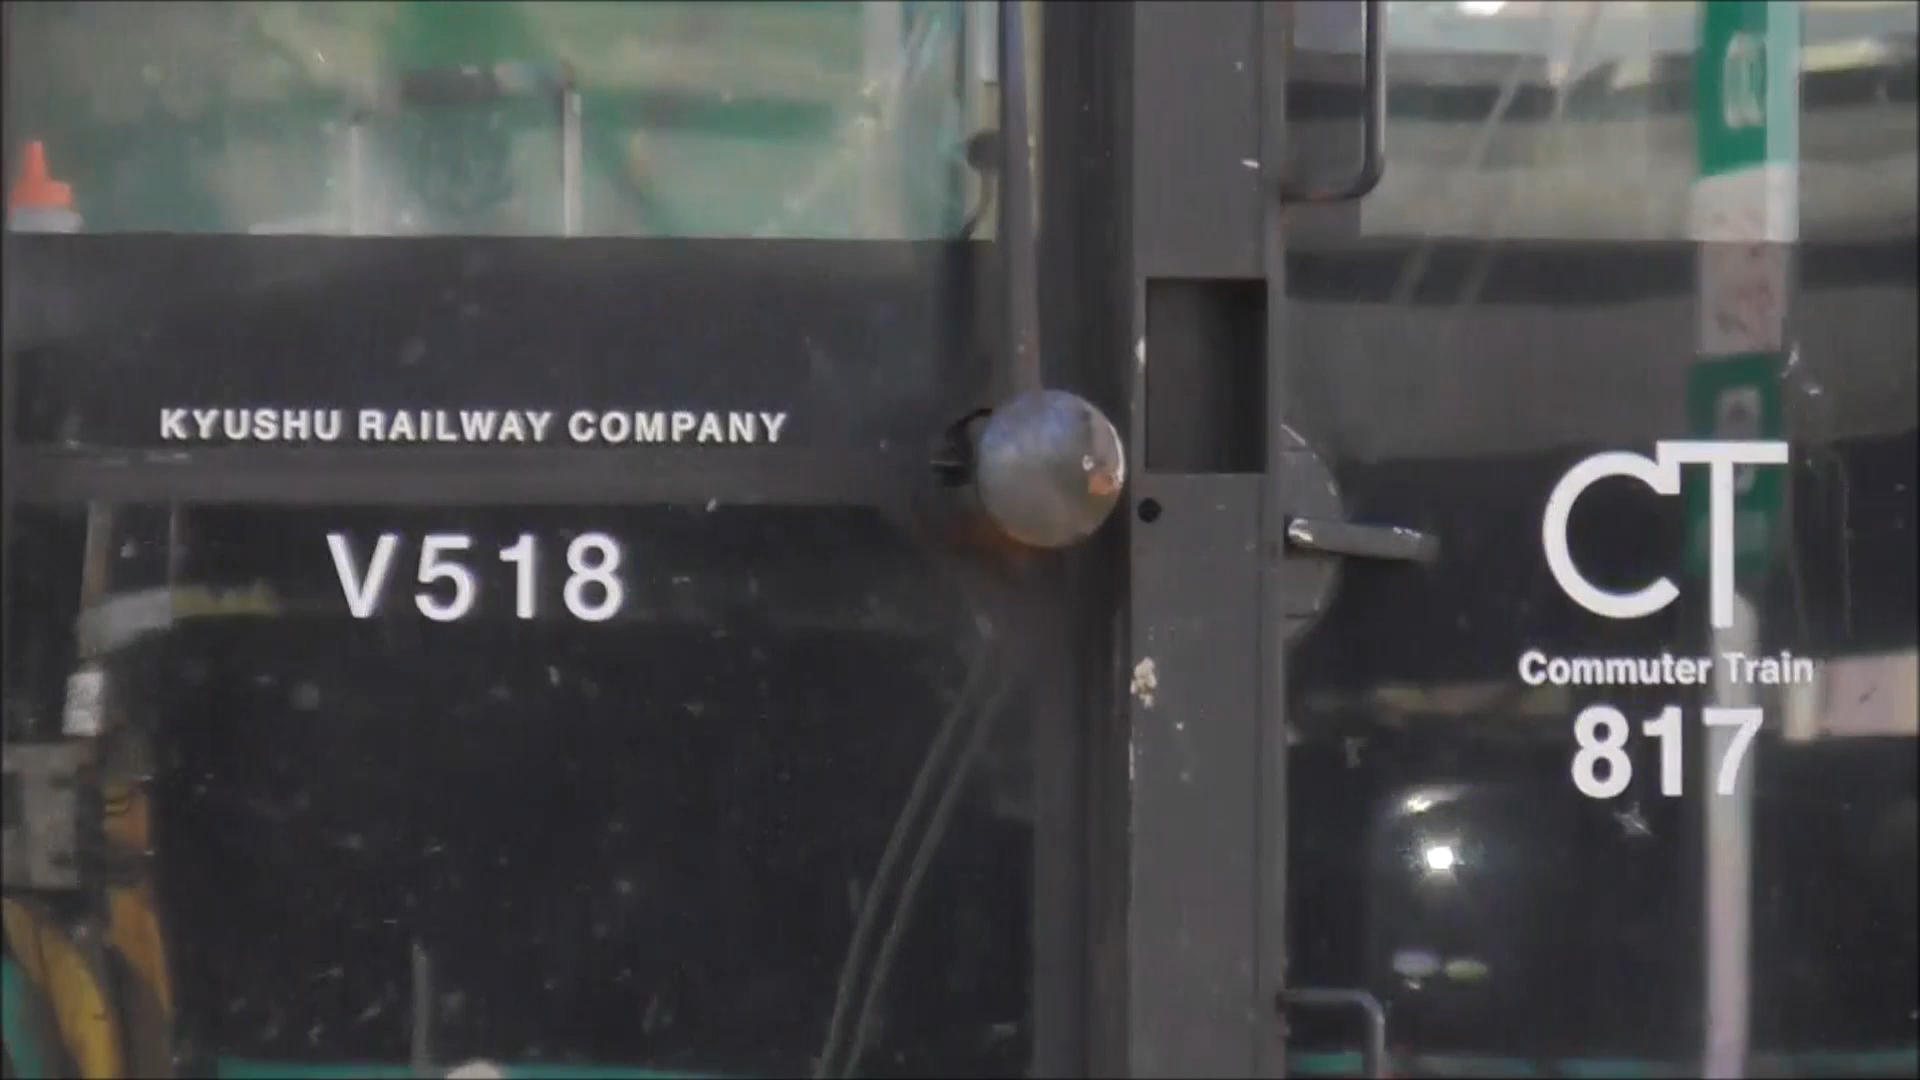 KYUSHU RAILWAY COMPANY
V518
CT
Commuter Train
817